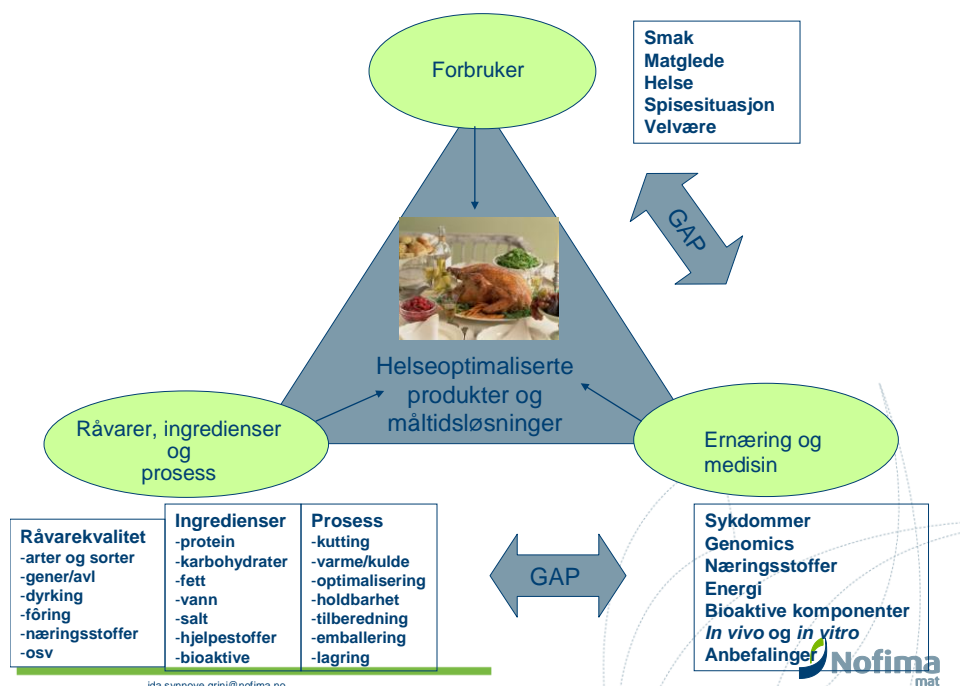 Forbruker
Smak
Matglede
Helse
Spisesituasjon
Velvære
GAP
Helseoptimaliserte
produkter og
måltidsløsninger
Råvarer, ingredienser
og
prosess
Ernæring og
medisin
Råvarekvalitet
-arter og sorter
-gener/avl
-dyrking
-fôring
-næringsstoffer
-osv
Ingredienser
-protein
-karbohydrater
-fett
-vann
-salt
-hjelpestoffer
-bioaktive
Prosess
-kutting
-varme/kulde
-optimalisering
-holdbarhet
-tilberedning
-emballering
-lagring
GAP
Sykdommer
Genomics
Næringsstoffer
Energi
Bioaktive komponenter
In vivo og in vitro
Anbefalinger
Nofima
mat